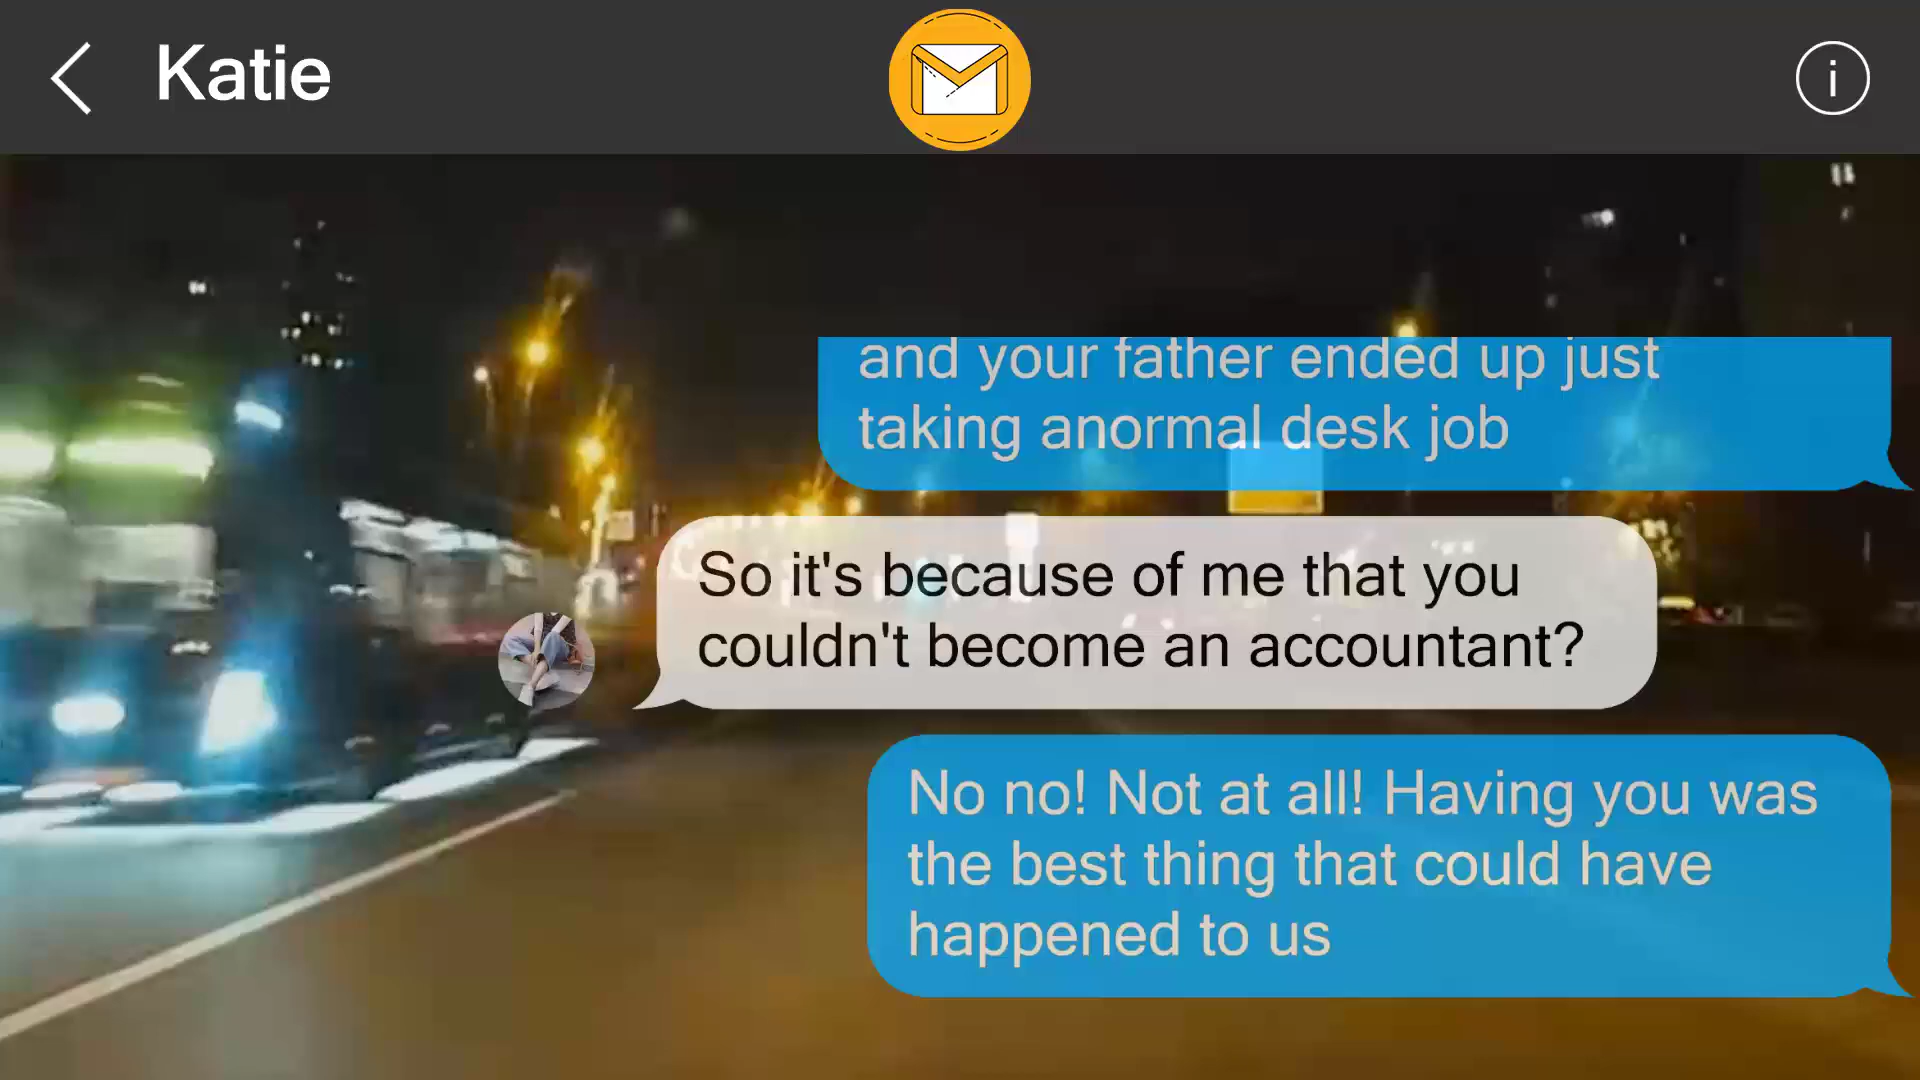 Katie
i
and your father ended up just
taking anormal desk job
So it's because of me that you
couldn't become an accountant?
No no! Not at all! Having you was
the best thing that could have
happened to us